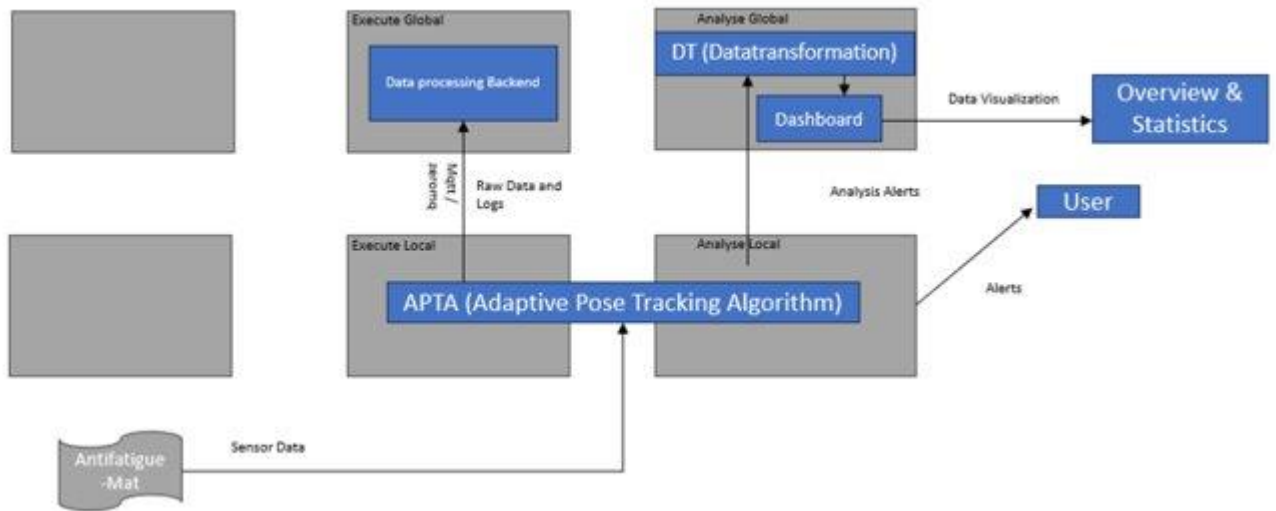 Execute Global
Analyse Global
Data processing Backend
DT (Datatransformation)
Dashboard
Data Visualization
Overview &
Statistics
Mqtt /
zeromq
Raw Data and
Logs
Analysis Alerts
User
Execute Local
Analyse Local
APTA (Adaptive Pose Tracking Algorithm)
Alerts
Sensor Data
Antifatigue
-Mat